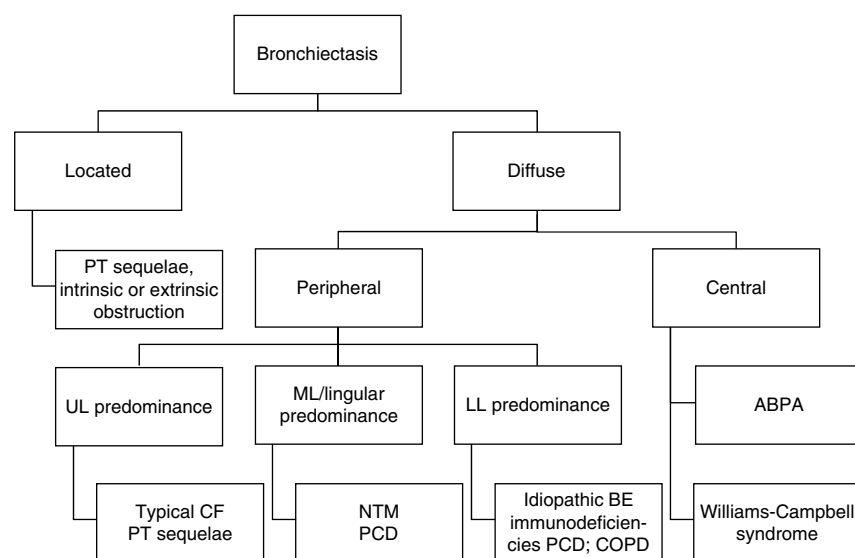 Bronchiectasis
Located
Diffuse
PT sequelae,
intrinsic or extrinsic
obstruction
Peripheral
Central
UL predominance
ML/lingular
predominance
LL predominance
ABPA
Typical CF
PT sequelae
NTM
PCD
Idiopathic BE
immunodeficien-
cies PCD; COPD
Williams-Campbell
syndrome